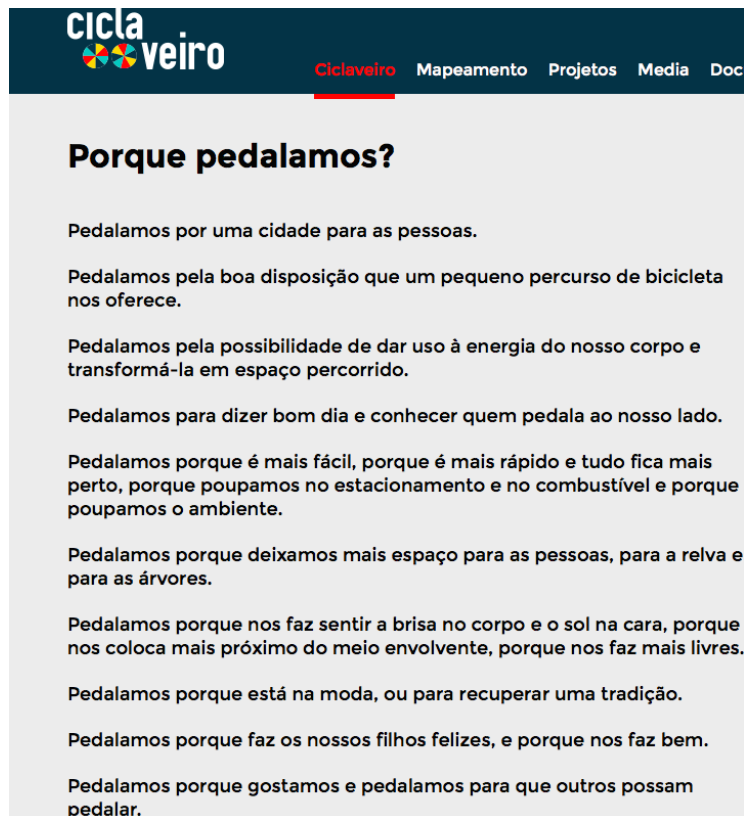 cicla
veiro
Ciclaveiro Mapeamento Projetos Media Doc
Porque pedalamos?
Pedalamos por uma cidade para as pessoas.
Pedalamos pela boa disposição que um pequeno percurso de bicicleta
nos oferece.
Pedalamos pela possibilidade de dar uso à energia do nosso corpo e
transformá-la em espaço percorrido.
Pedalamos para dizer bom dia e conhecer quem pedala ao nosso lado.
Pedalamos porque é mais fácil, porque é mais rápido e tudo fica mais
perto, porque poupamos no estacionamento e no combustível e porque
poupamos o ambiente.
Pedalamos porque deixamos mais espaço para as pessoas, para a relva e
para as árvores.
Pedalamos porque nos faz sentir a brisa no corpo e o sol na cara, porque
nos coloca mais próximo do meio envolvente, porque nos faz mais livres.
Pedalamos porque está na moda, ou para recuperar uma tradição.
Pedalamos porque faz os nossos filhos felizes, e porque nos faz bem.
Pedalamos porque gostamos e pedalamos para que outros possam
pedalar.